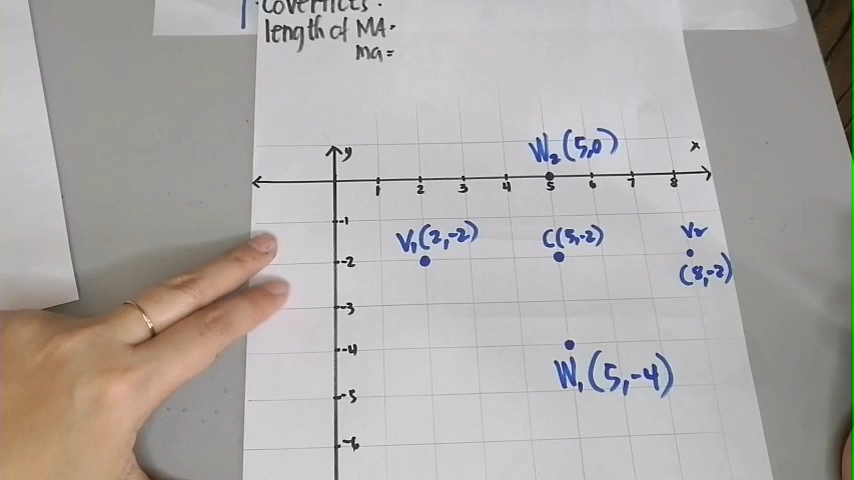 covertices:
length of MA=
ma=
y
x
W₂(5,0)
1 2 3 4 5 6 7 8
-1
V₁(2,-2)
C(5,-2)
V₂
(8,-2)
-2
-3
-4
W₁(5,-4)
-5
-6